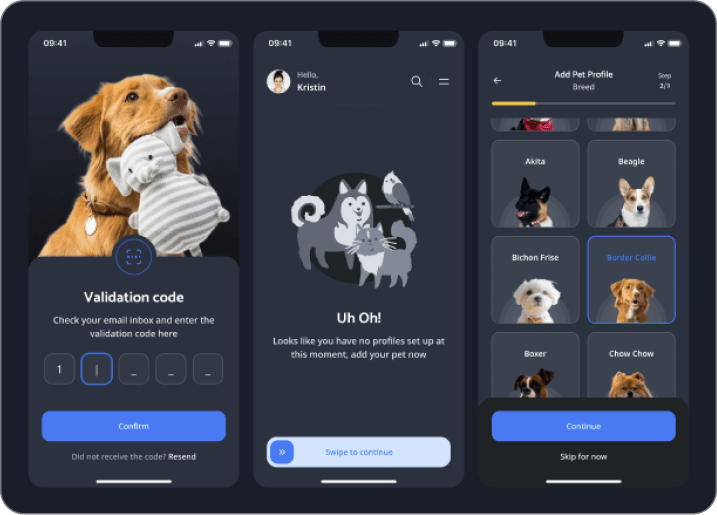 09:41
Validation code
Check your email inbox and enter the
validation code here
1 | _ _ _
Confirm
Did not receive the code? Resend
09:41
Hello,
Kristin
Uh Oh!
Looks like you have no profiles set up at
this moment, add your pet now
Swipe to continue
09:41
Add Pet Profile
Breed
Step
2/9
Akita
Beagle
Bichon Frise
Border Collie
Boxer
Chow Chow
Continue
Skip for now